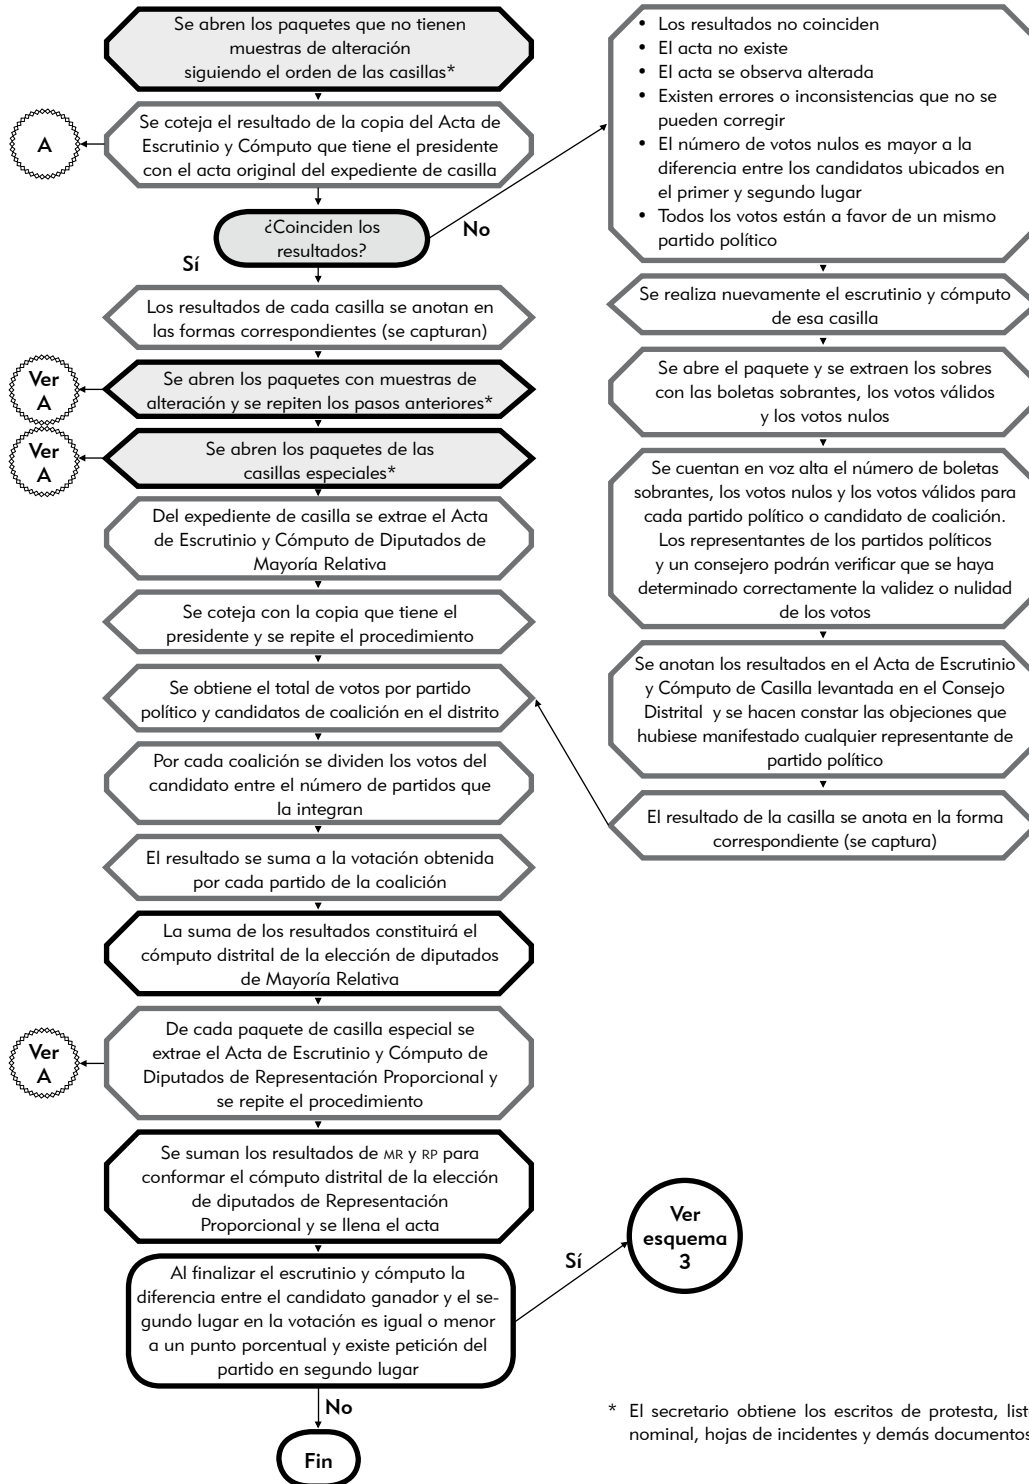 Se abren los paquetes que no tienen
muestras de alteración
siguiendo el orden de las casillas*
A
Se coteja el resultado de la copia del Acta de
Escrutinio y Cómputo que tiene el presidente
con el acta original del expediente de casilla
¿Coinciden los
resultados?
No
Sí
Los resultados de cada casilla se anotan en
las formas correspondientes (se capturan)
Ver
A
Se abren los paquetes con muestras de
alteración y se repiten los pasos anteriores*
Ver
A
Se abren los paquetes de las
casillas especiales*
Del expediente de casilla se extrae el Acta
de Escrutinio y Cómputo de Diputados de
Mayoría Relativa
Se coteja con la copia que tiene el
presidente y se repite el procedimiento
Se obtiene el total de votos por partido
político y candidatos de coalición en el distrito
Por cada coalición se dividen los votos del
candidato entre el número de partidos que
la integran
El resultado se suma a la votación obtenida
por cada partido de la coalición
La suma de los resultados constituirá el
cómputo distrital de la elección de diputados
de Mayoría Relativa
Ver
A
De cada paquete de casilla especial se
extrae el Acta de Escrutinio y Cómputo de
Diputados de Representación Proporcional y
se repite el procedimiento
Se suman los resultados de MR y RP para
conformar el cómputo distrital de la elección
de diputados de Representación
Proporcional y se llena el acta
Al finalizar el escrutinio y cómputo la
diferencia entre el candidato ganador y el se-
gundo lugar en la votación es igual o menor
a un punto porcentual y existe petición del
partido en segundo lugar
Sí
Ver
esquema
3
No
Fin
• Los resultados no coinciden
• El acta no existe
• El acta se observa alterada
• Existen errores o inconsistencias que no se
pueden corregir
• El número de votos nulos es mayor a la
diferencia entre los candidatos ubicados en
el primer y segundo lugar
• Todos los votos están a favor de un mismo
partido político
Se realiza nuevamente el escrutinio y cómputo
de esa casilla
Se abre el paquete y se extraen los sobres
con las boletas sobrantes, los votos válidos
y los votos nulos
Se cuentan en voz alta el número de boletas
sobrantes, los votos nulos y los votos válidos para
cada partido político o candidato de coalición.
Los representantes de los partidos políticos
y un consejero podrán verificar que se haya
determinado correctamente la validez o nulidad
de los votos
Se anotan los resultados en el Acta de Escrutinio
y Cómputo de Casilla levantada en el Consejo
Distrital y se hacen constar las objeciones que
hubiese manifestado cualquier representante de
partido político
El resultado de la casilla se anota en la forma
correspondiente (se captura)
* El secretario obtiene los escritos de protesta,
nominal, hojas de incidentes y demás documentos